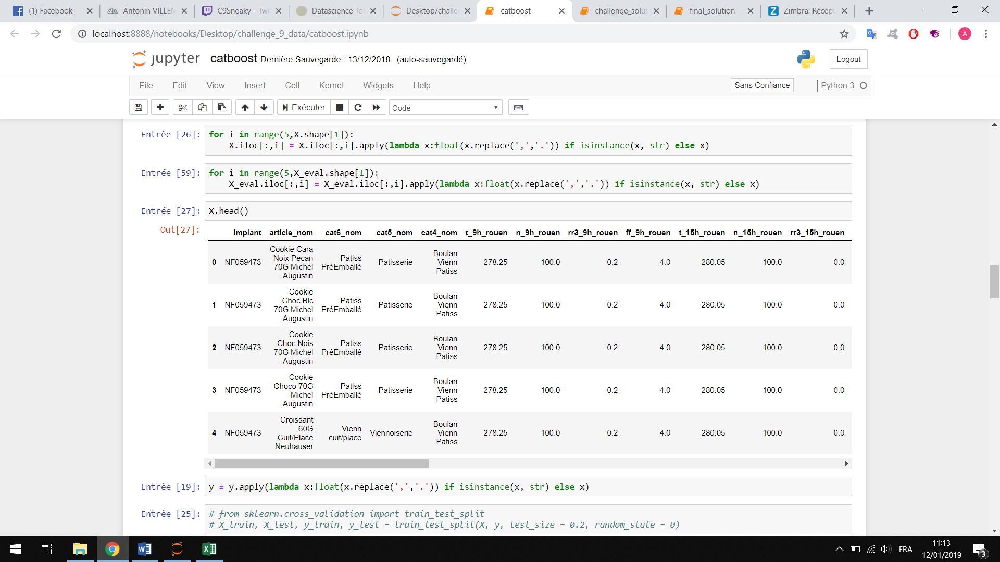 (1) Facebook
Antonin VILLEM
C9Sneaky - Twi
Datascience To
Desktop/challe
catboost
challenge_solut
final_solution
Zimbra: Récept
localhost:8888/notebooks/Desktop/challenge_9_data/catboost.ipynb
A
jupyter catboost Dernière Sauvegarde : 13/12/2018 (auto-sauvegardé)
Logout
File Edit View Insert Cell Kernel Widgets Help
Sans Confiance
Python 3
Exécuter
Code
Entrée [26]: for i in range(5,X.shape[1]):
X.iloc[:,i] = X.iloc[:,i].apply(lambda x:float(x.replace(',','.')) if isinstance(x, str) else x)
Entrée [59]: for i in range(5,X_eval.shape[1]):
X_eval.iloc[:,i] = X_eval.iloc[:,i].apply(lambda x:float(x.replace(',','.')) if isinstance(x, str) else x)
Entrée [27]: X.head()
Out[27]:
implant article_nom cat6_nom cat5_nom cat4_nom t_9h_rouen n_9h_rouen rr3_9h_rouen ff_9h_rouen t_15h_rouen n_15h_rouen rr3_15h_rouen
0 NF059473
Cookie Cara
Noix Pecan
70G Michel
Augustin
Patiss
PréEmballé
Patisserie
Boulan
Vienn
Patiss
278.25 100.0 0.2 4.0 280.05 100.0 0.0
1 NF059473
Cookie
Choc Blc
70G Michel
Augustin
Patiss
PréEmballé
Patisserie
Boulan
Vienn
Patiss
278.25 100.0 0.2 4.0 280.05 100.0 0.0
2 NF059473
Cookie
Choc Nois
70G Michel
Augustin
Patiss
PréEmballé
Patisserie
Boulan
Vienn
Patiss
278.25 100.0 0.2 4.0 280.05 100.0 0.0
3 NF059473
Cookie
Choco 70G
Michel
Augustin
Patiss
PréEmballé
Patisserie
Boulan
Vienn
Patiss
278.25 100.0 0.2 4.0 280.05 100.0 0.0
4 NF059473
Croissant
60G
Cuit/Place
Neuhauser
Vienn
cuit/place
Viennoiserie
Boulan
Vienn
Patiss
278.25 100.0 0.2 4.0 280.05 100.0 0.0
Entrée [19]: y = y.apply(lambda x:float(x.replace(',','.')) if isinstance(x, str) else x)
Entrée [25]: # from sklearn.cross_validation import train_test_split
# X_train, X_test, y_train, y_test = train_test_split(X, y, test_size = 0.2, random_state = 0)
FRA
11:13
12/01/2019
3